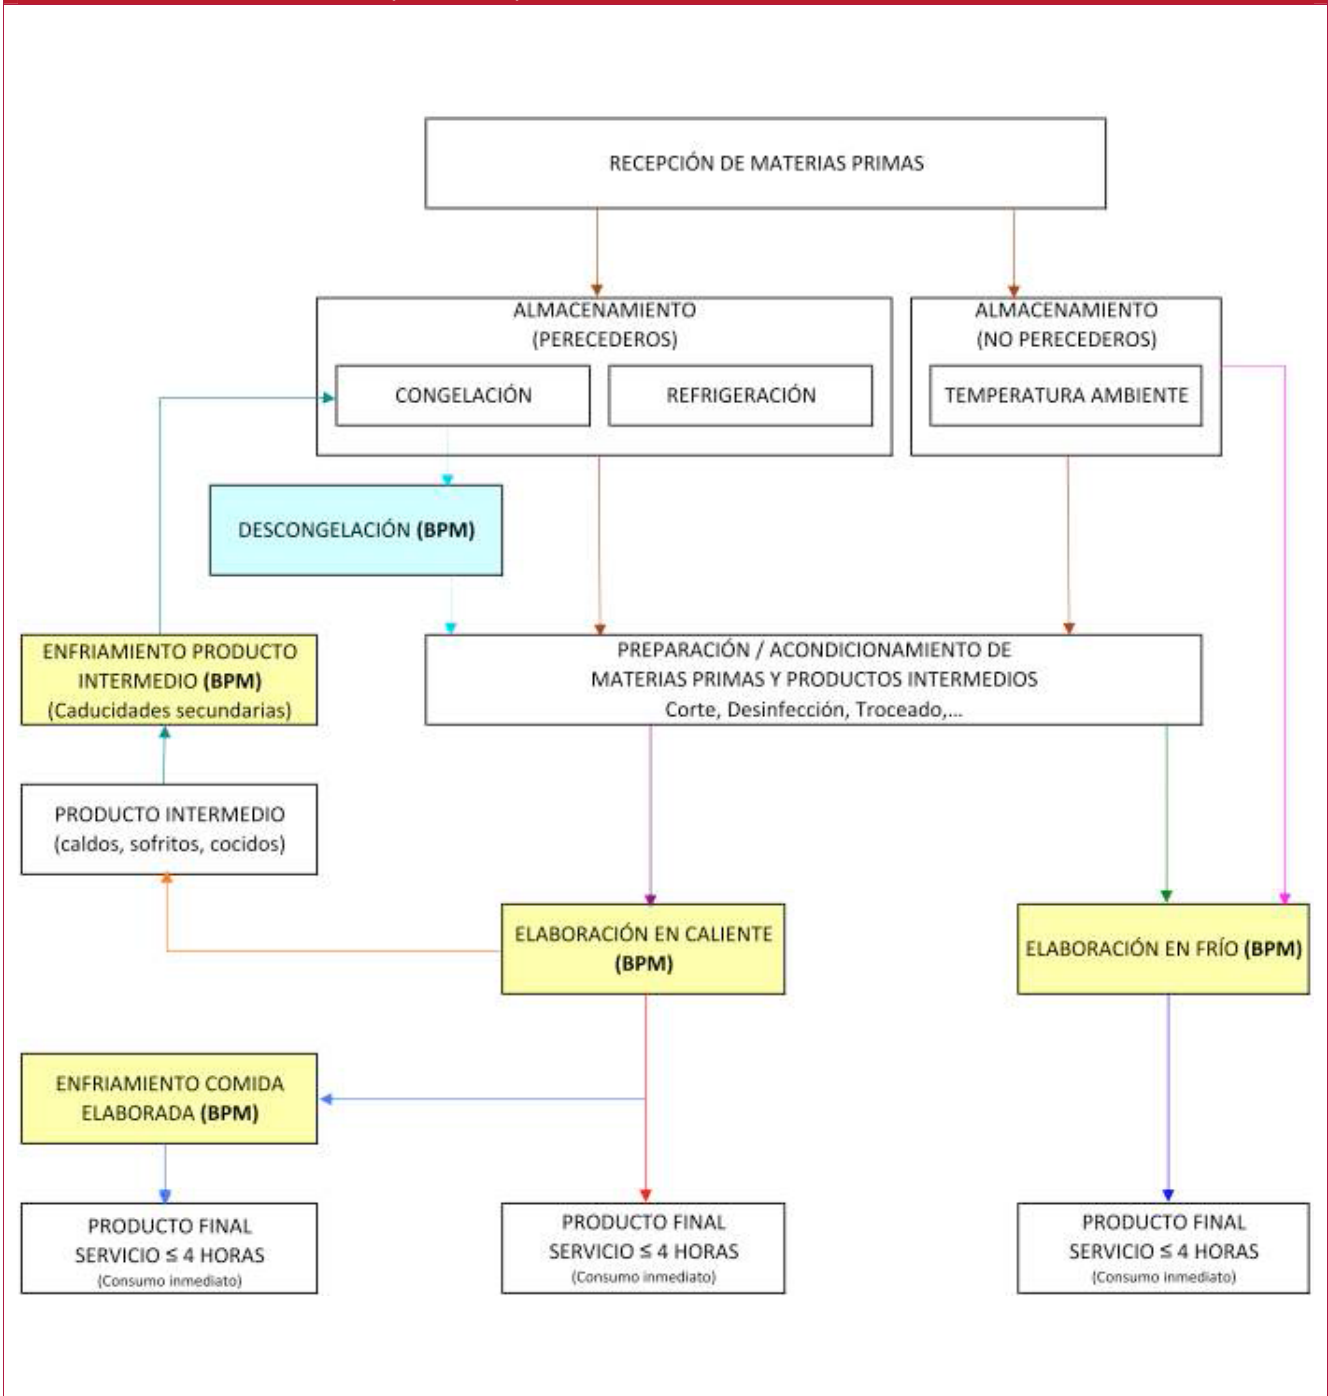 RECEPCIÓN DE MATERIAS PRIMAS
ALMACENAMIENTO
(PERECEDEROS)
CONGELACIÓN
REFRIGERACIÓN
ALMACENAMIENTO
(NO PERECEDEROS)
TEMPERATURA AMBIENTE
DESCONGELACIÓN (BPM)
ENFRIAMIENTO PRODUCTO
INTERMEDIO (BPM)
(Caducidades secundarias)
PREPARACIÓN / ACONDICIONAMIENTO DE
MATERIAS PRIMAS Y PRODUCTOS INTERMEDIOS
Corte, Desinfección, Troceado,...
PRODUCTO INTERMEDIO
(caldos, sofritos, cocidos)
ELABORACIÓN EN CALIENTE
(BPM)
ELABORACIÓN EN FRÍO (BPM)
ENFRIAMIENTO COMIDA
ELABORADA (BPM)
PRODUCTO FINAL
SERVICIO ≤ 4 HORAS
(Consumo inmediato)
PRODUCTO FINAL
SERVICIO ≤ 4 HORAS
(Consumo inmediato)
PRODUCTO FINAL
SERVICIO ≤ 4 HORAS
(Consumo inmediato)